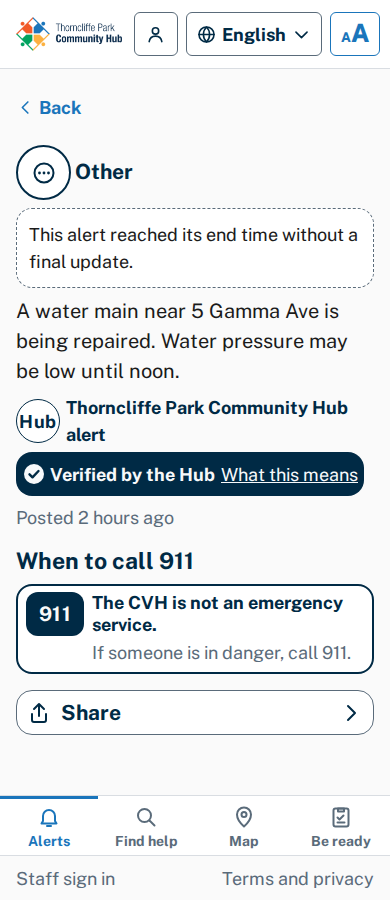 Thorncliffe Park
Community Hub
English
AA
Back
Other
This alert reached its end time without a
final update.
A water main near 5 Gamma Ave is
being repaired. Water pressure may
be low until noon.
Hub
Thorncliffe Park Community Hub
alert
Verified by the Hub What this means
Posted 2 hours ago
When to call 911
911
The CVH is not an emergency
service.
If someone is in danger, call 911.
Share
Alerts
Find help
Map
Be ready
Staff sign in
Terms and privacy